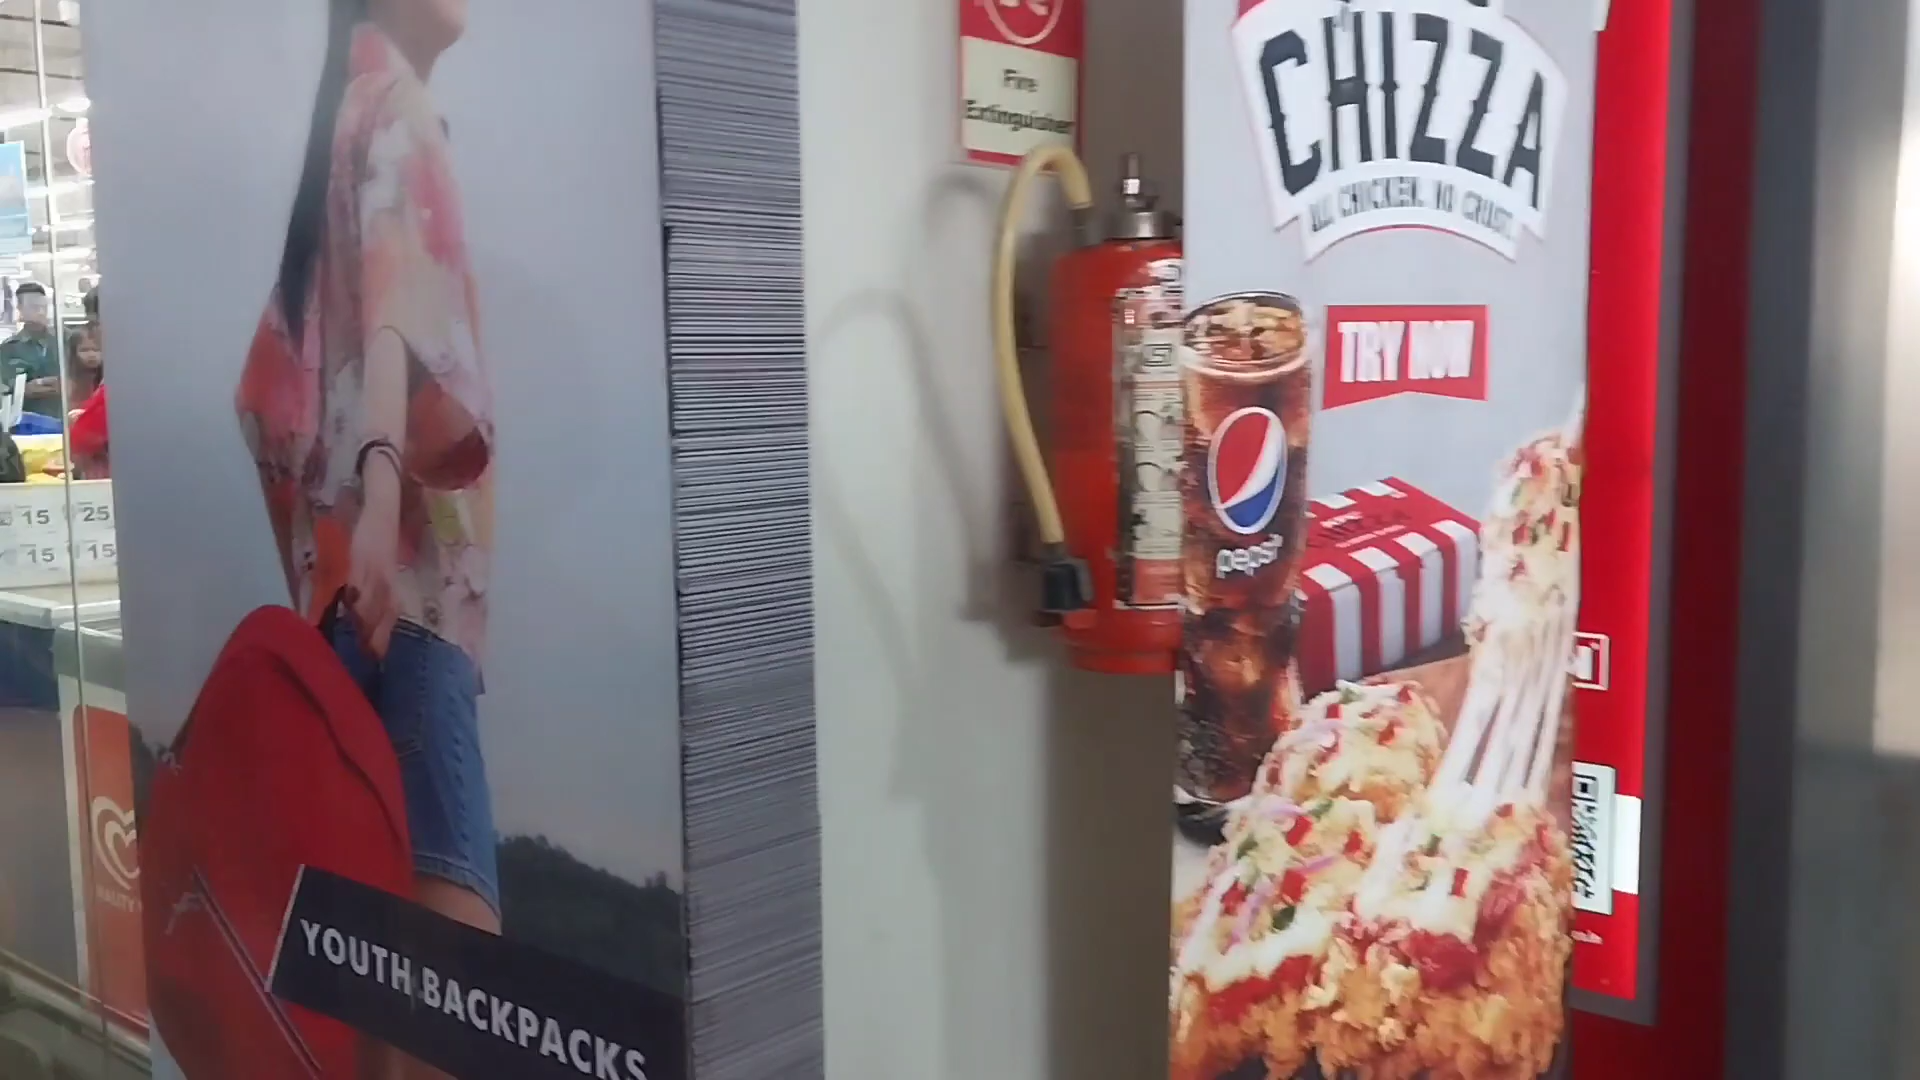 Fire
Extinguisher
CHIZZA
ALL CHICKEN. NO CRUST.
TRY NOW
pepsi
15
25
15
15
YOUTH BACKPACKS